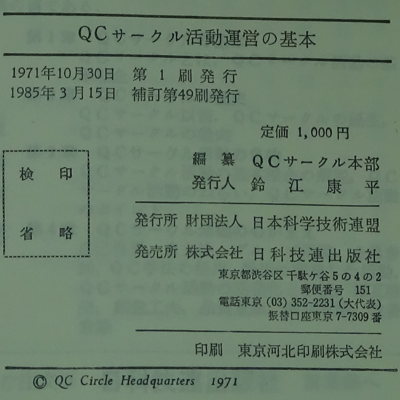 QCサークル活動運営の基本
1971年10月30日 第1刷発行
1985年3月15日 補訂第49刷発行
定価 1,000円
検印
省略
編纂 QCサークル本部
発行人 鈴江康平
発行所 財団法人 日本科学技術連盟
発売所 株式会社 日科技連出版社
東京都渋谷区千駄ケ谷5の4の2
郵便番号 151
電話東京 (03) 352-2231 (大代表)
振替口座東京 7-7309番
印刷 東京河北印刷株式会社
© QC Circle Headquarters 1971